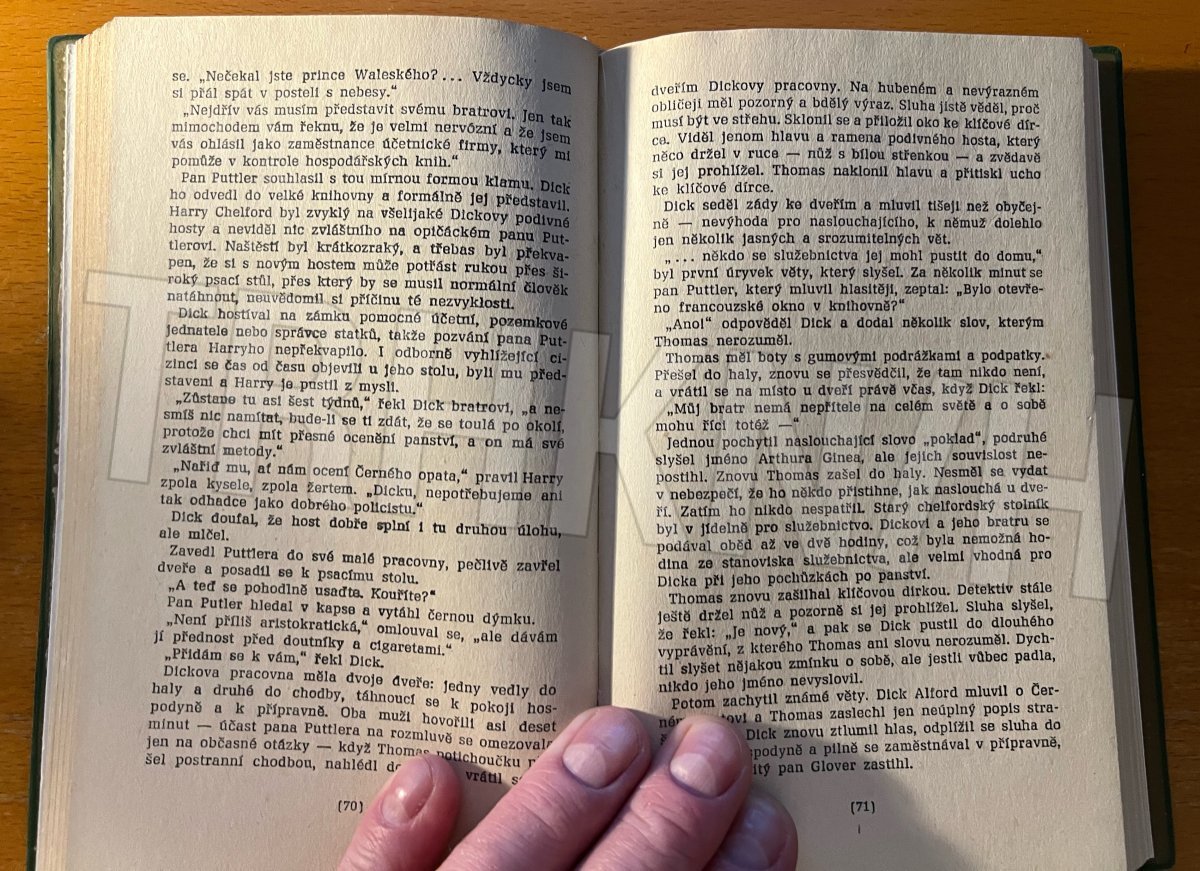 se. „Nečekal jste prince Waleského?... Vždycky jsem
si přál spát v posteli s nebesy.“
„Nejdřív vás musím představit svému bratrovi. Jen tak
mimochodem vám řeknu, že je velmi nervózní a že jsem
vás ohlásil jako zaměstnance účetnické firmy, který mi
pomůže v kontrole hospodářských knih.“
Pan Puttler souhlasil s tou mírnou formou klamu. Dick
ho odvedl do velké knihovny a formálně jej představil.
Harry Chelford byl zvyklý na všelijaké Dickovy podivné
hosty a neviděl nic zvláštního na opičáckém panu Put-
tlerovi. Naštěstí byl krátkozraký, a třebas byl překva-
pen, že si s novým hostem může potřást rukou přes ši-
roký psací stůl, přes který by se musil normální člověk
natáhnout, neuvědomil si příčinu té nezvyklosti.
Dick hostíval na zámku pomocné účetní, pozemkové
jednatele nebo správce statků, takže pozvání pana Put-
tlera Harryho nepřekvapilo. I odborně vyhlížející ci-
zinci se čas od času objevili u jeho stolu, byli mu před-
staveni a Harry je pustil z mysli.
„Zůstane tu asi šest týdnů,“ řekl Dick bratrovi, „a ne-
smíš nic namítat, bude-li se ti zdát, že se toulá po okolí,
protože chci mít přesné ocenění panství, a on má své
zvláštní metody.“
„Nařiď mu, ať nám ocení Černého opata,“ pravil Harry
zpola kysele, zpola žertem. „Dicku, nepotřebujeme ani
tak odhadce jako dobrého policistu.“
Dick doufal, že host dobře splní i tu druhou úlohu,
ale mlčel.
Zavedl Puttlera do své malé pracovny, pečlivě zavřel
dveře a posadil se k psacímu stolu.
„A teď se pohodlně usaďte. Kouříte?“
Pan Putler hledal v kapse a vytáhl černou dýmku.
„Není příliš aristokratická,“ omlouval se, „ale dávám
jí přednost před doutníky a cigaretami.“
„Přidám se k vám,“ řekl Dick.
Dickova pracovna měla dvoje dveře: jedny vedly do
haly a druhé do chodby, táhnoucí se k pokoji hos-
podyně a k přípravně. Oba muži hovořili asi deset
minut — účast pana Puttlera na rozmluvě se omezovala
jen na občasné otázky — když Thomas potichoučku
šel postranní chodbou, nahlédl do vrátil
(70)
dveřím Dickovy pracovny. Na hubeném a nevýrazném
obličeji měl pozorný a bdělý výraz. Sluha jistě věděl, proč
musí být ve střehu. Sklonil se a přiložil oko ke klíčové dír-
ce. Viděl jenom hlavu a ramena podivného hosta, který
něco držel v ruce — nůž s bílou střenkou — a zvědavě
si jej prohlížel. Thomas naklonil hlavu a přitiskl ucho
ke klíčové dírce.
Dick seděl zády ke dveřím a mluvil tišeji než obyčej-
ně — nevýhoda pro naslouchajícího, k němuž dolehlo
jen několik jasných a srozumitelných vět.
„... někdo se služebnictva jej mohl pustit do domu,“
byl první úryvek věty, který slyšel. Za několik minut se
pan Puttler, který mluvil hlasitěji, zeptal: „Bylo otevře-
no francouzské okno v knihovně?“
„Ano!“ odpověděl Dick a dodal několik slov, kterým
Thomas nerozuměl.
Thomas měl boty s gumovými podrážkami a podpatky.
Přešel do haly, znovu se přesvědčil, že tam nikdo není,
a vrátil se na místo u dveří právě včas, když Dick řekl:
„Můj bratr nemá nepřítele na celém světě a o sobě
mohu říci totéž —“
Jednou pochytil naslouchající slovo „poklad“, podruhé
slyšel jméno Arthura Ginea, ale jejich souvislost ne-
postihl. Znovu Thomas zašel do haly. Nesměl se vydat
v nebezpečí, že ho někdo přistihne, jak naslouchá u dve-
ří. Zatím ho nikdo nespatřil. Starý chelfordský stolník
byl v jídelně pro služebnictvo. Dickovi a jeho bratru se
podával oběd až ve dvě hodiny, což byla nemožná ho-
dina ze stanoviska služebnictva, ale velmi vhodná pro
Dicka při jeho pochůzkách po panství.
Thomas znovu zašilhal klíčovou dírkou. Detektiv stále
ještě držel nůž a pozorně si jej prohlížel. Sluha slyšel,
že řekl: „Je nový,“ a pak se Dick pustil do dlouhého
vyprávění, z kterého Thomas ani slovu nerozuměl. Dych-
til slyšet nějakou zmínku o sobě, ale jestli vůbec padla,
nikdo jeho jméno nevyslovil.
Potom zachytil známé věty. Dick Alford mluvil o Čer-
a Thomas zaslechl jen neúplný popis stra-
Dick znovu ztlumil hlas, odplížil se sluha do
a pilně se zaměstnával v přípravně,
pan Glover zastihl.
(71)